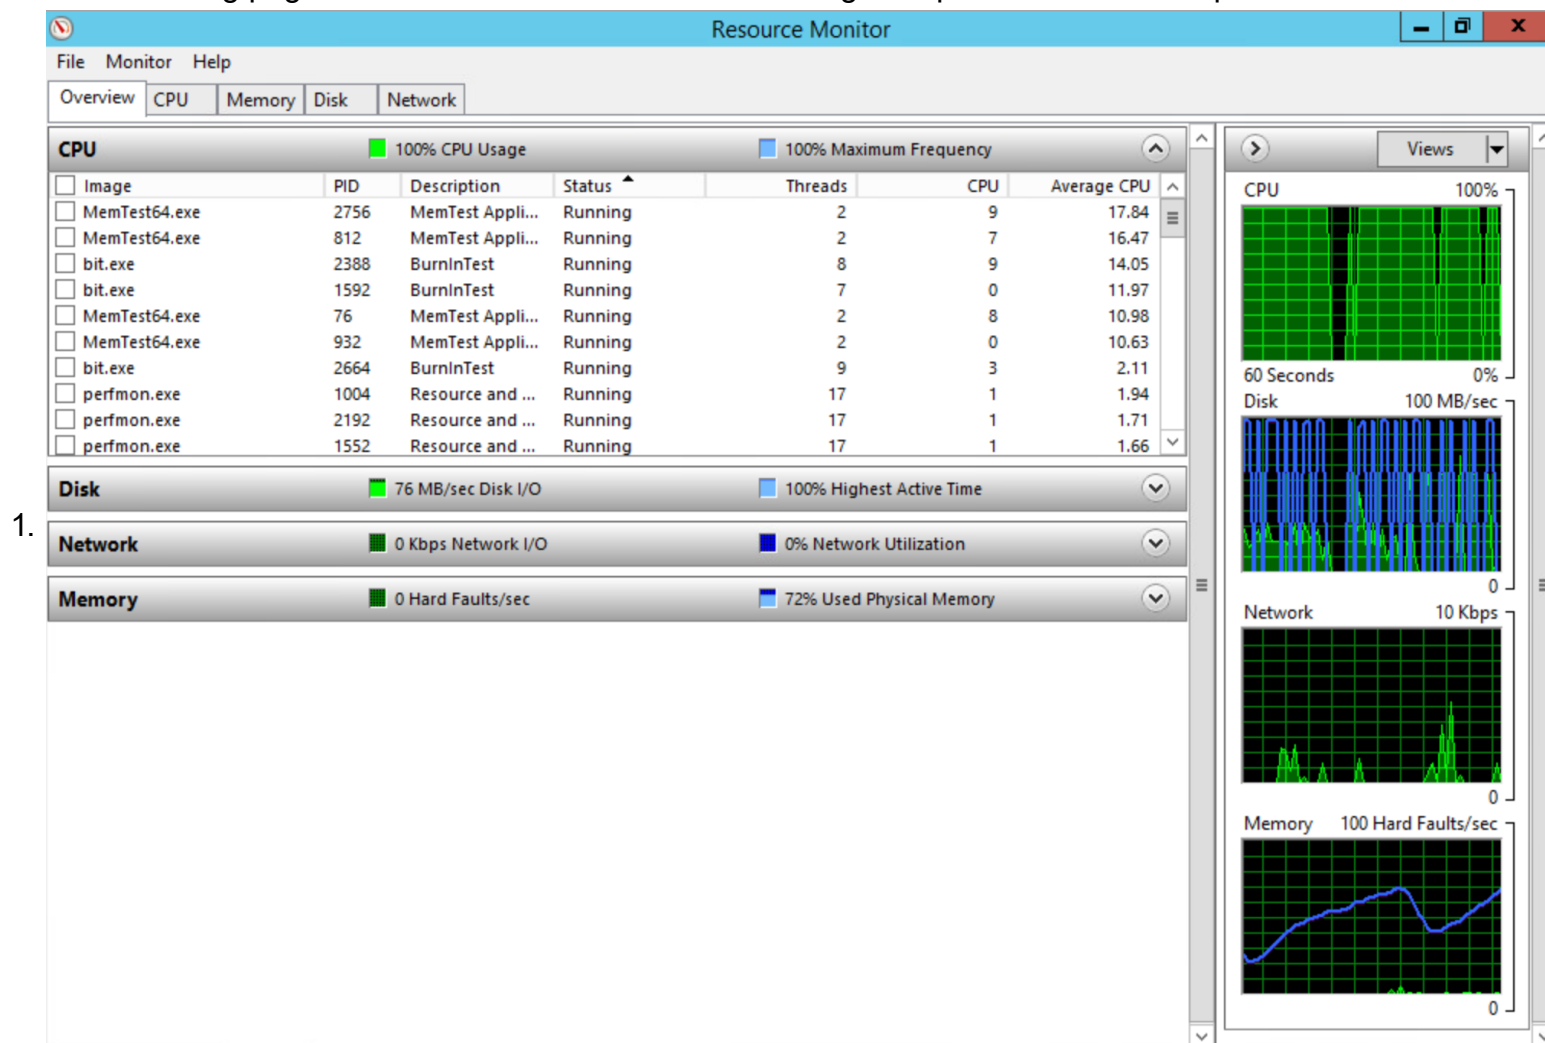 Resource Monitor
File Monitor Help
Overview CPU Memory Disk Network
CPU 100% CPU Usage 100% Maximum Frequency
Image PID Description Status Threads CPU Average CPU
MemTest64.exe 2756 MemTest Appli... Running 2 9 17.84
MemTest64.exe 812 MemTest Appli... Running 2 7 16.47
bit.exe 2388 BurnInTest Running 8 9 14.05
bit.exe 1592 BurnInTest Running 7 0 11.97
MemTest64.exe 76 MemTest Appli... Running 2 8 10.98
MemTest64.exe 932 MemTest Appli... Running 2 0 10.63
bit.exe 2664 BurnInTest Running 9 3 2.11
perfmon.exe 1004 Resource and ... Running 17 1 1.94
perfmon.exe 2192 Resource and ... Running 17 1 1.71
perfmon.exe 1552 Resource and ... Running 17 1 1.66
Disk 76 MB/sec Disk I/O 100% Highest Active Time
1.
Network 0 Kbps Network I/O 0% Network Utilization
Memory 0 Hard Faults/sec 72% Used Physical Memory
Views
CPU 100%
60 Seconds 0%
Disk 100 MB/sec
0
Network 10 Kbps
0
Memory 100 Hard Faults/sec
0